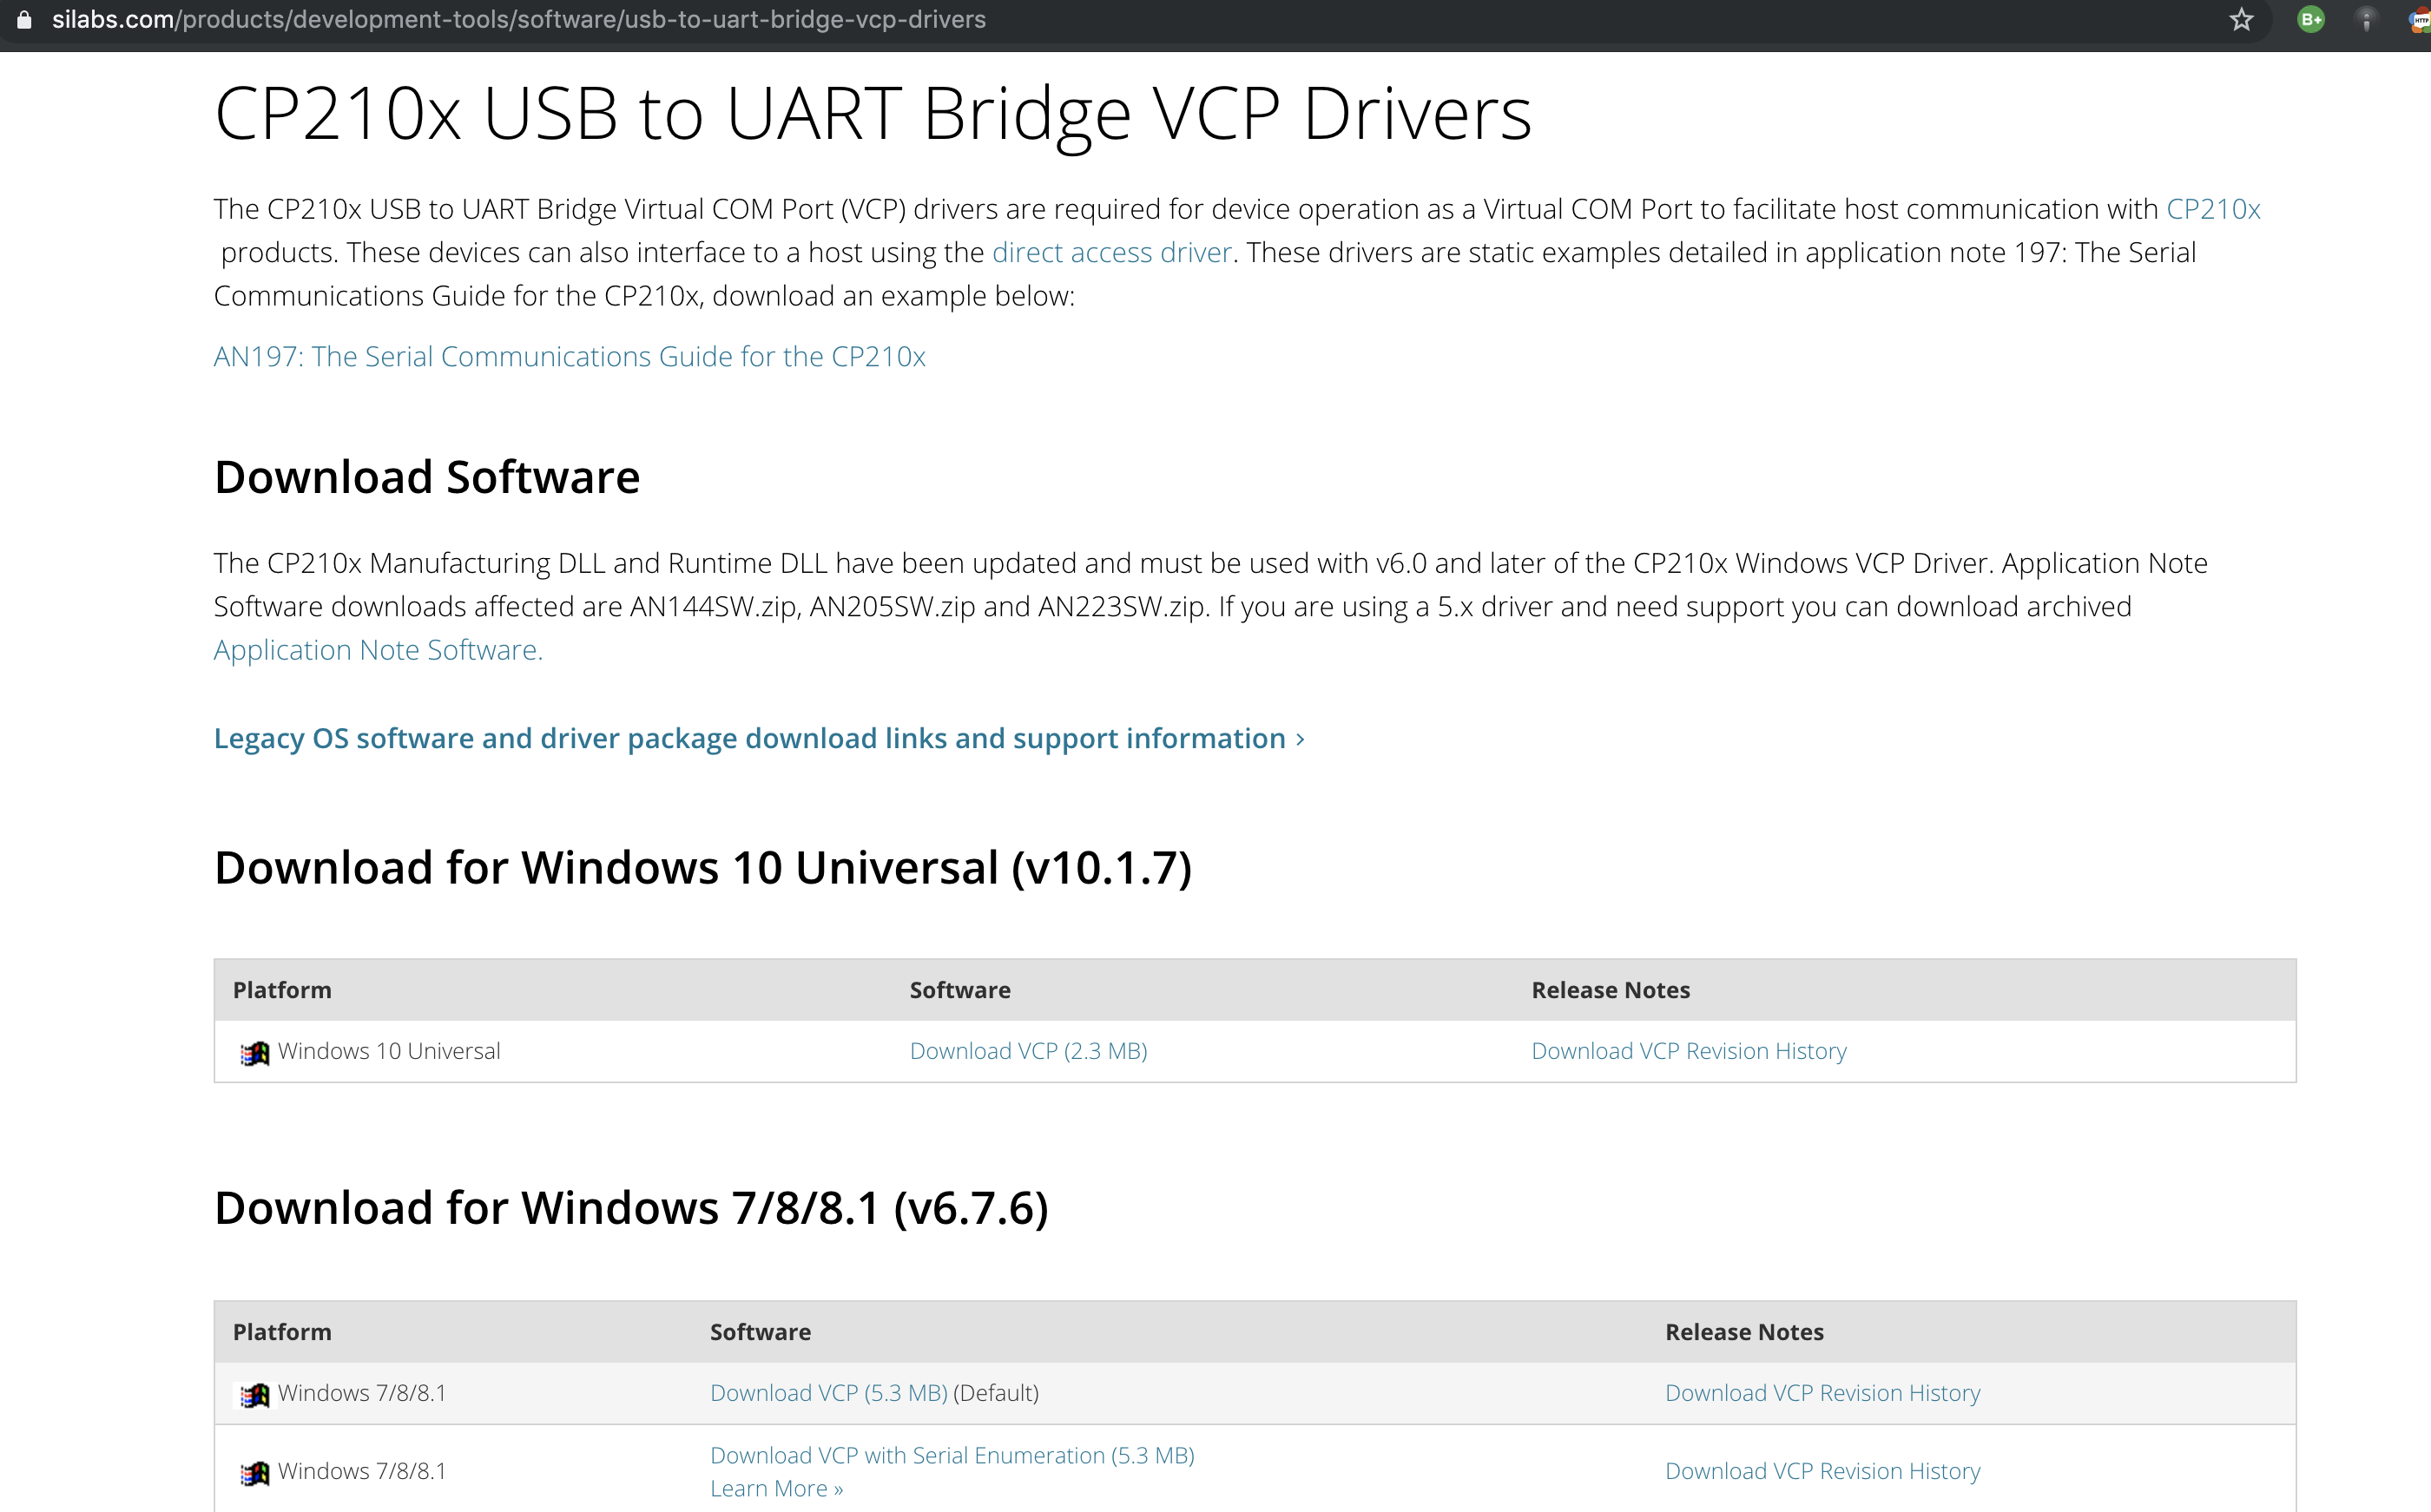 silabs.com/products/development-tools/software/usb-to-uart-bridge-vcp-drivers
B+
HTTP
CP210x USB to UART Bridge VCP Drivers
The CP210x USB to UART Bridge Virtual COM Port (VCP) drivers are required for device operation as a Virtual COM Port to facilitate host communication with CP210x
products. These devices can also interface to a host using the direct access driver. These drivers are static examples detailed in application note 197: The Serial
Communications Guide for the CP210x, download an example below:
AN197: The Serial Communications Guide for the CP210x
Download Software
The CP210x Manufacturing DLL and Runtime DLL have been updated and must be used with v6.0 and later of the CP210x Windows VCP Driver. Application Note
Software downloads affected are AN144SW.zip, AN205SW.zip and AN223SW.zip. If you are using a 5.x driver and need support you can download archived
Application Note Software.
Legacy OS software and driver package download links and support information ›
Download for Windows 10 Universal (v10.1.7)
Platform Software Release Notes
Windows 10 Universal Download VCP (2.3 MB) Download VCP Revision History
Download for Windows 7/8/8.1 (v6.7.6)
Platform Software Release Notes
Windows 7/8/8.1 Download VCP (5.3 MB) (Default) Download VCP Revision History
Windows 7/8/8.1 Download VCP with Serial Enumeration (5.3 MB) Download VCP Revision History
Learn More »